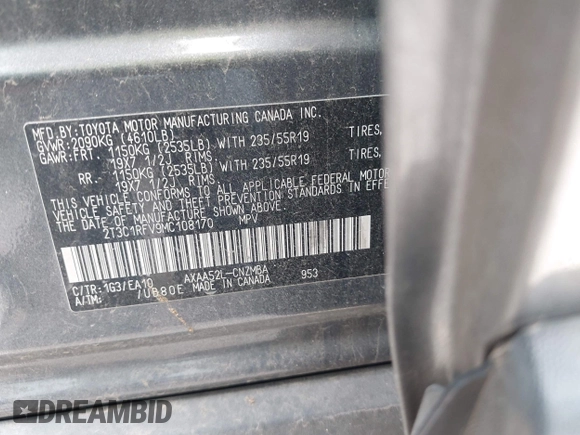 MFD.BY:TOYOTA MOTOR MANUFACTURING CANADA INC.
GVWR:2090KG (4610LB)
GAWR:FRT. 1150KG (2535LB) WITH 235/55R19 TIRES,
19X7 1/2J RIMS,
RR. 1150KG (2535LB) WITH 235/55R19 TIRES,
19X7 1/2J RIMS
THIS VEHICLE CONFORMS TO ALL APPLICABLE FEDERAL MOTOR
VEHICLE SAFETY AND THEFT PREVENTION STANDARDS IN EFFE
THE DATE OF MANUFACTURE SHOWN ABOVE.
2T3C1RFV9MC108170 MPV
C/TR:1G3/EA10 AXAA52L-CNZMBA 953
A/TM: /UB80E MADE IN CANADA
DREAMBID